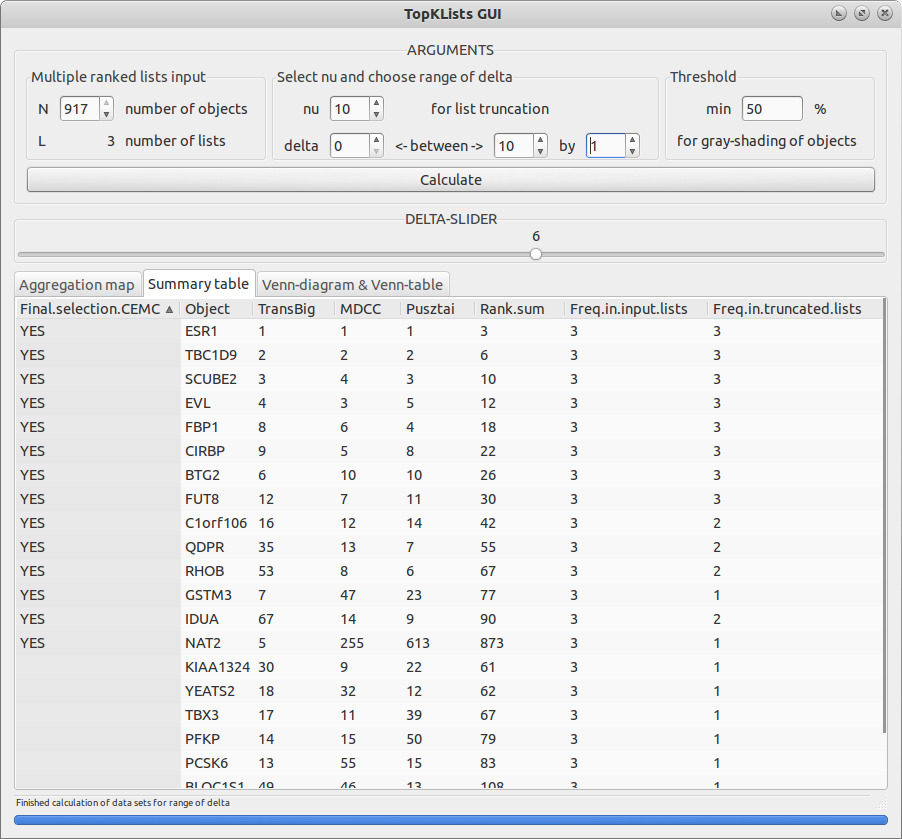 TopKLists GUI
ARGUMENTS
Multiple ranked lists input
Select nu and choose range of delta
Threshold
N 917 number of objects
nu 10 for list truncation
min 50 %
L 3 number of lists
delta 0 <- between -> 10 by 1
for gray-shading of objects
Calculate
DELTA-SLIDER
6
Aggregation map Summary table Venn-diagram & Venn-table
Final.selection.CEMC Object TransBig MDCC Pusztai Rank.sum Freq.in.input.lists Freq.in.truncated.lists
YES ESR1 1 1 1 3 3 3
YES TBC1D9 2 2 2 6 3 3
YES SCUBE2 3 4 3 10 3 3
YES EVL 4 3 5 12 3 3
YES FBP1 8 6 4 18 3 3
YES CIRBP 9 5 8 22 3 3
YES BTG2 6 10 10 26 3 3
YES FUT8 12 7 11 30 3 3
YES C1orf106 16 12 14 42 3 2
YES QDPR 35 13 7 55 3 2
YES RHOB 53 8 6 67 3 2
YES GSTM3 7 47 23 77 3 1
YES IDUA 67 14 9 90 3 2
YES NAT2 5 255 613 873 3 1
KIAA1324 30 9 22 61 3 1
YEATS2 18 32 12 62 3 1
TBX3 17 11 39 67 3 1
PFKP 14 15 50 79 3 1
PCSK6 13 55 15 83 3 1
BLOC1S1 49 46 13 108 3 1
Finished calculation of data sets for range of delta